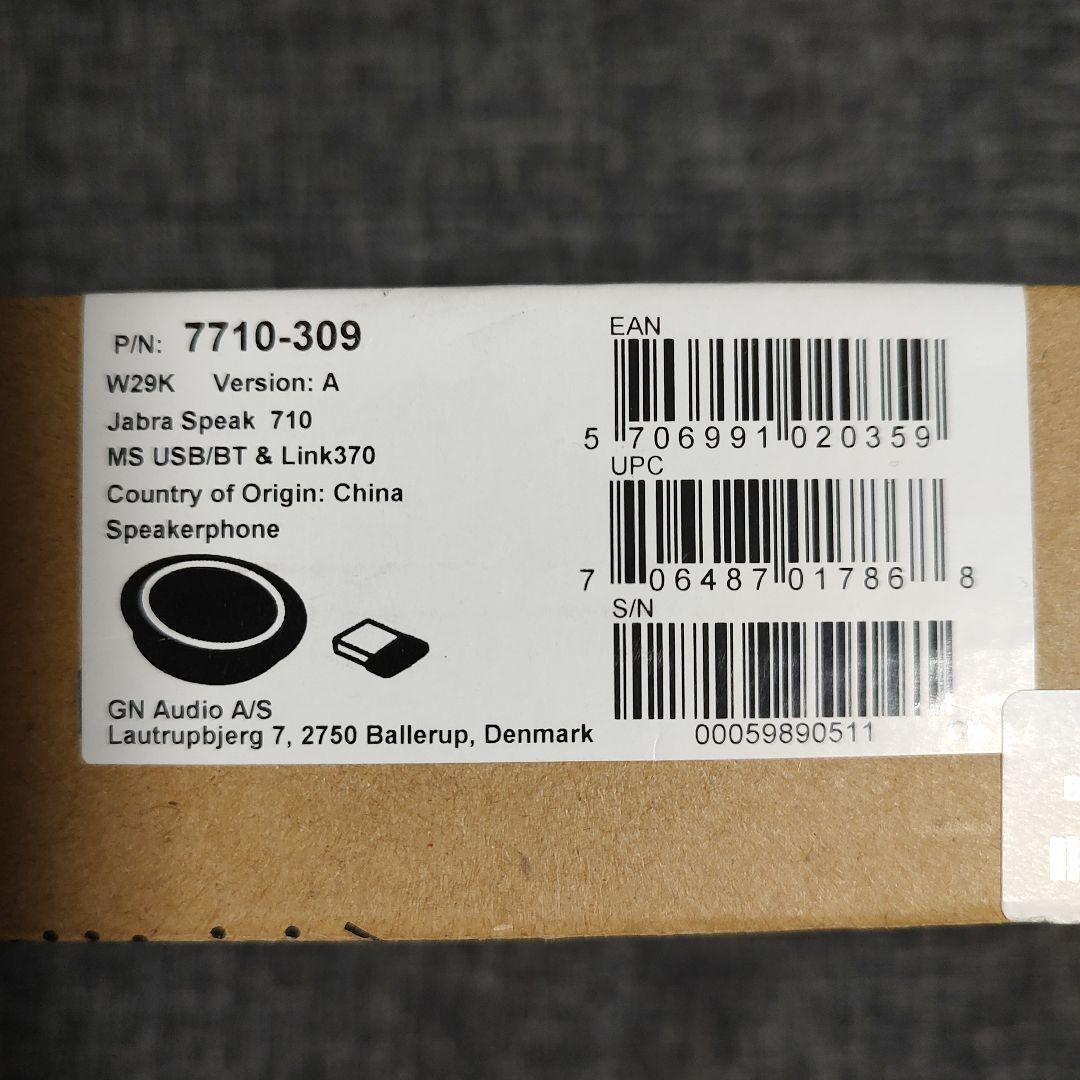 P/N: 7710-309
W29K Version: A
Jabra Speak 710
MS USB/BT & Link370
Country of Origin: China
Speakerphone
GN Audio A/S
Lautrupbjerg 7, 2750 Ballerup, Denmark
EAN
5 706991 020359
UPC
7 06487 01786 8
S/N
00059890511